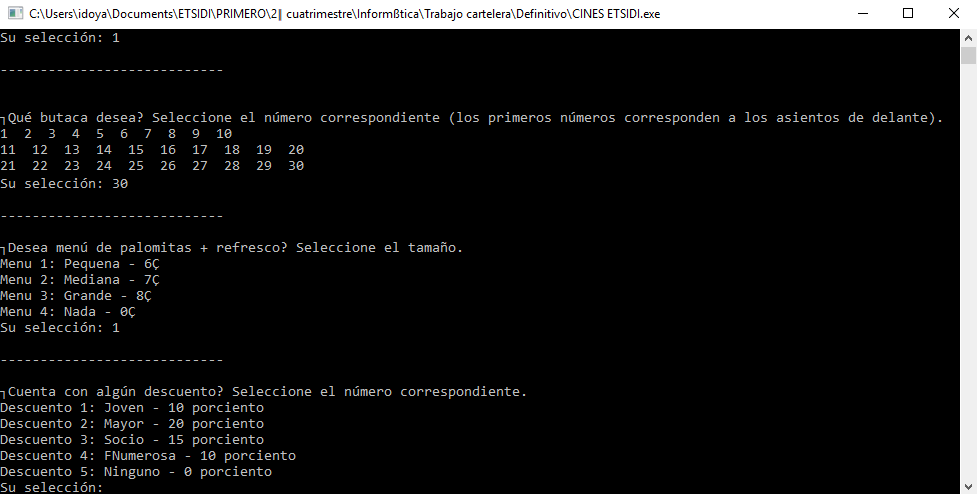 C:\Users\idoya\Documents\ETSIDI\PRIMERO\2‖ cuatrimestre\Informßtica\Trabajo cartelera\Definitivo\CINES ETSIDI.exe
Su selección: 1
----------------------------
┐Qué butaca desea? Seleccione el número correspondiente (los primeros números corresponden a los asientos de delante).
1  2  3  4  5  6  7  8  9  10
11  12  13  14  15  16  17  18  19  20
21  22  23  24  25  26  27  28  29  30
Su selección: 30
----------------------------
┐Desea menú de palomitas + refresco? Seleccione el tamaño.
Menu 1: Pequena - 6Ç
Menu 2: Mediana - 7Ç
Menu 3: Grande - 8Ç
Menu 4: Nada - 0Ç
Su selección: 1
----------------------------
┐Cuenta con algún descuento? Seleccione el número correspondiente.
Descuento 1: Joven - 10 porciento
Descuento 2: Mayor - 20 porciento
Descuento 3: Socio - 15 porciento
Descuento 4: FNumerosa - 10 porciento
Descuento 5: Ninguno - 0 porciento
Su selección: